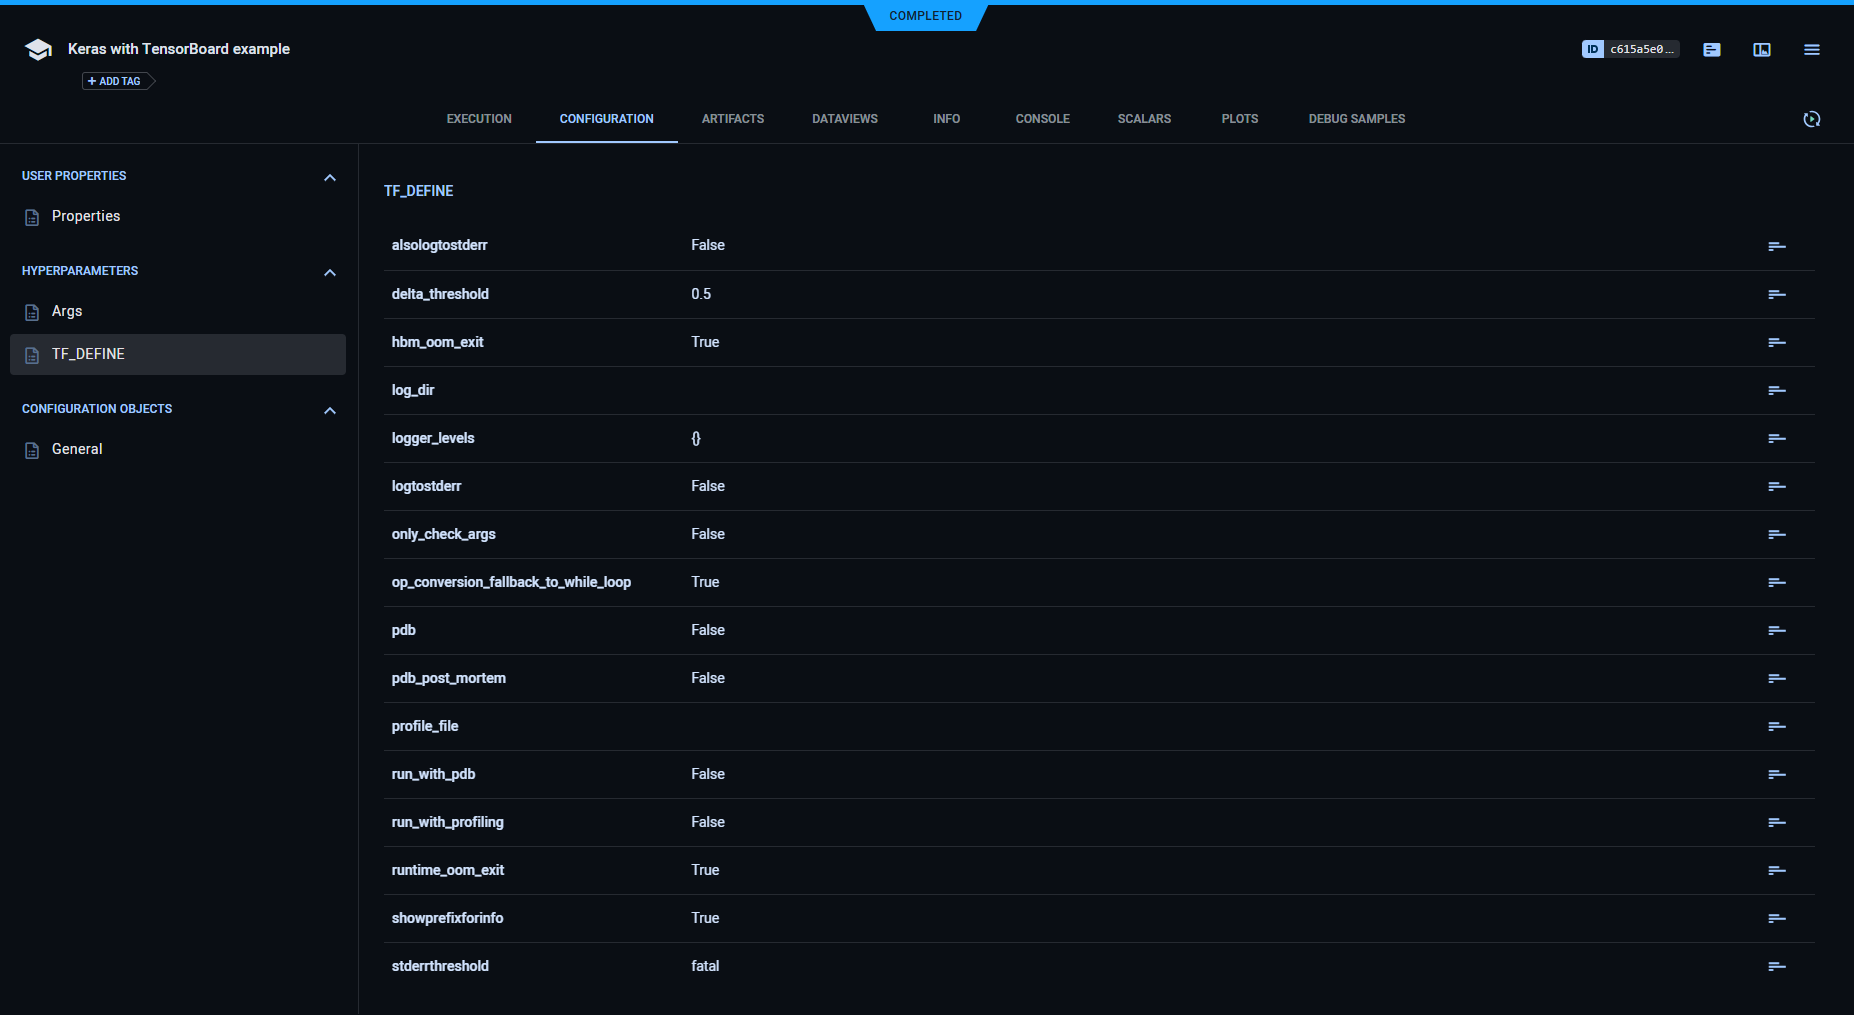 COMPLETED
Keras with TensorBoard example
ID c615a5e0...
+ ADD TAG
EXECUTION CONFIGURATION ARTIFACTS DATAVIEWS INFO CONSOLE SCALARS PLOTS DEBUG SAMPLES
USER PROPERTIES
Properties
HYPERPARAMETERS
Args
TF_DEFINE
CONFIGURATION OBJECTS
General
TF_DEFINE
alsologtostderr False
delta_threshold 0.5
hbm_oom_exit True
log_dir
logger_levels {}
logtostderr False
only_check_args False
op_conversion_fallback_to_while_loop True
pdb False
pdb_post_mortem False
profile_file
run_with_pdb False
run_with_profiling False
runtime_oom_exit True
showprefixforinfo True
stderrthreshold fatal